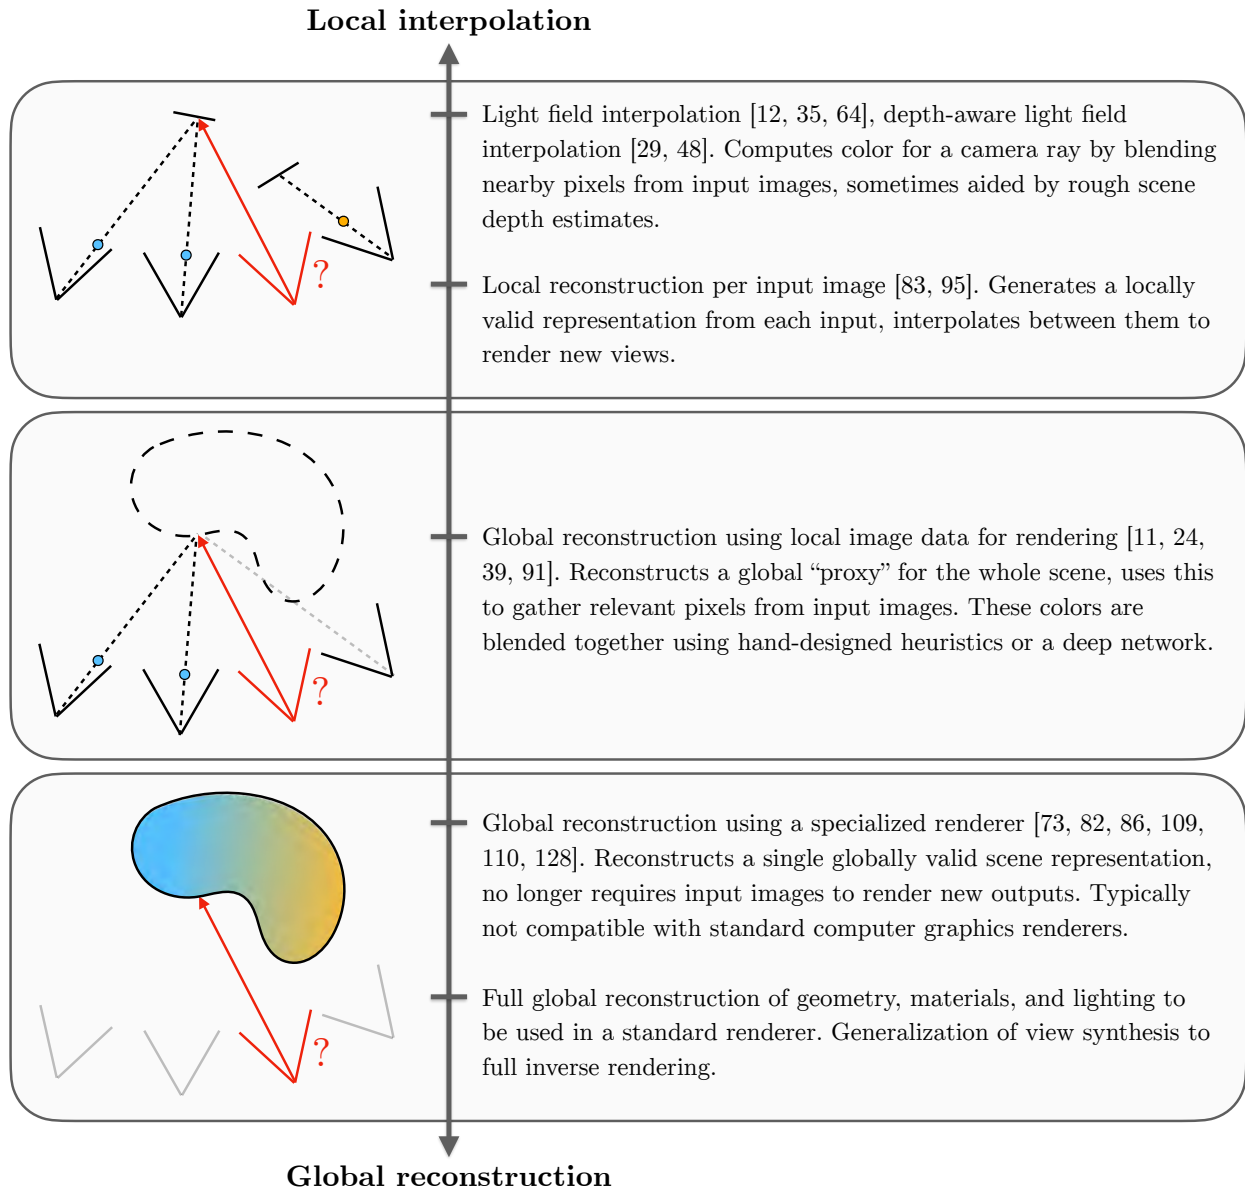 Local interpolation
Light field interpolation [12, 35, 64], depth-aware light field
interpolation [29, 48]. Computes color for a camera ray by blending
nearby pixels from input images, sometimes aided by rough scene
depth estimates.
?
Local reconstruction per input image [83, 95]. Generates a locally
valid representation from each input, interpolates between them to
render new views.
Global reconstruction using local image data for rendering [11, 24,
39, 91]. Reconstructs a global “proxy” for the whole scene, uses this
to gather relevant pixels from input images. These colors are
blended together using hand-designed heuristics or a deep network.
?
Global reconstruction using a specialized renderer [73, 82, 86, 109,
110, 128]. Reconstructs a single globally valid scene representation,
no longer requires input images to render new outputs. Typically
not compatible with standard computer graphics renderers.
Full global reconstruction of geometry, materials, and lighting to
be used in a standard renderer. Generalization of view synthesis to
full inverse rendering.
?
Global reconstruction